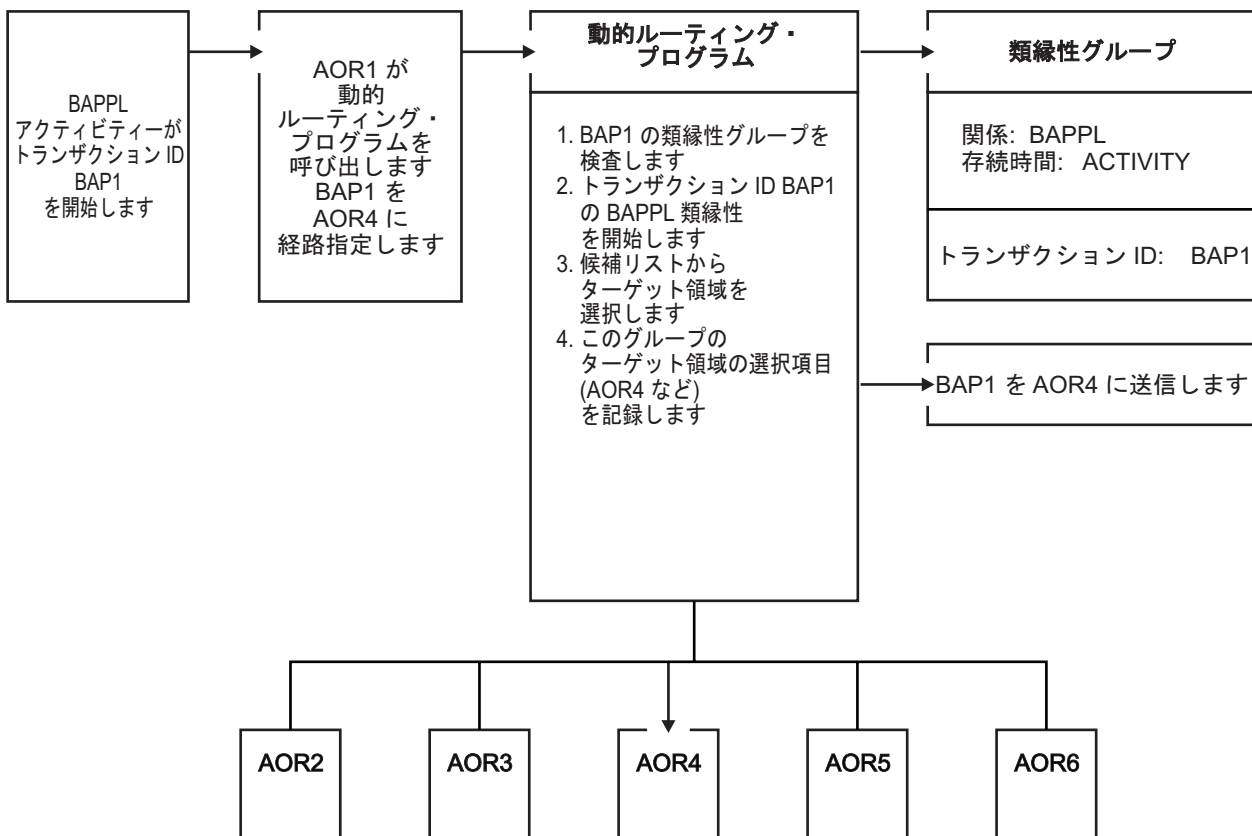 BAPPL
アクティビティーが
トランザクション ID
BAP1
を開始します
AOR1 が
動的
ルーティング・
プログラムを
呼び出します
BAP1 を
AOR4 に
経路指定します
動的ルーティング・
プログラム
1. BAP1 の類縁性グループを
検査します
2. トランザクション ID BAP1
の BAPPL 類縁性
を開始します
3. 候補リストから
ターゲット領域を
選択します
4. このグループの
ターゲット領域の選択項目
(AOR4 など)
を記録します
類縁性グループ
関係: BAPPL
存続時間: ACTIVITY
トランザクション ID: BAP1
BAP1 を AOR4 に送信します
AOR2
AOR3
AOR4
AOR5
AOR6